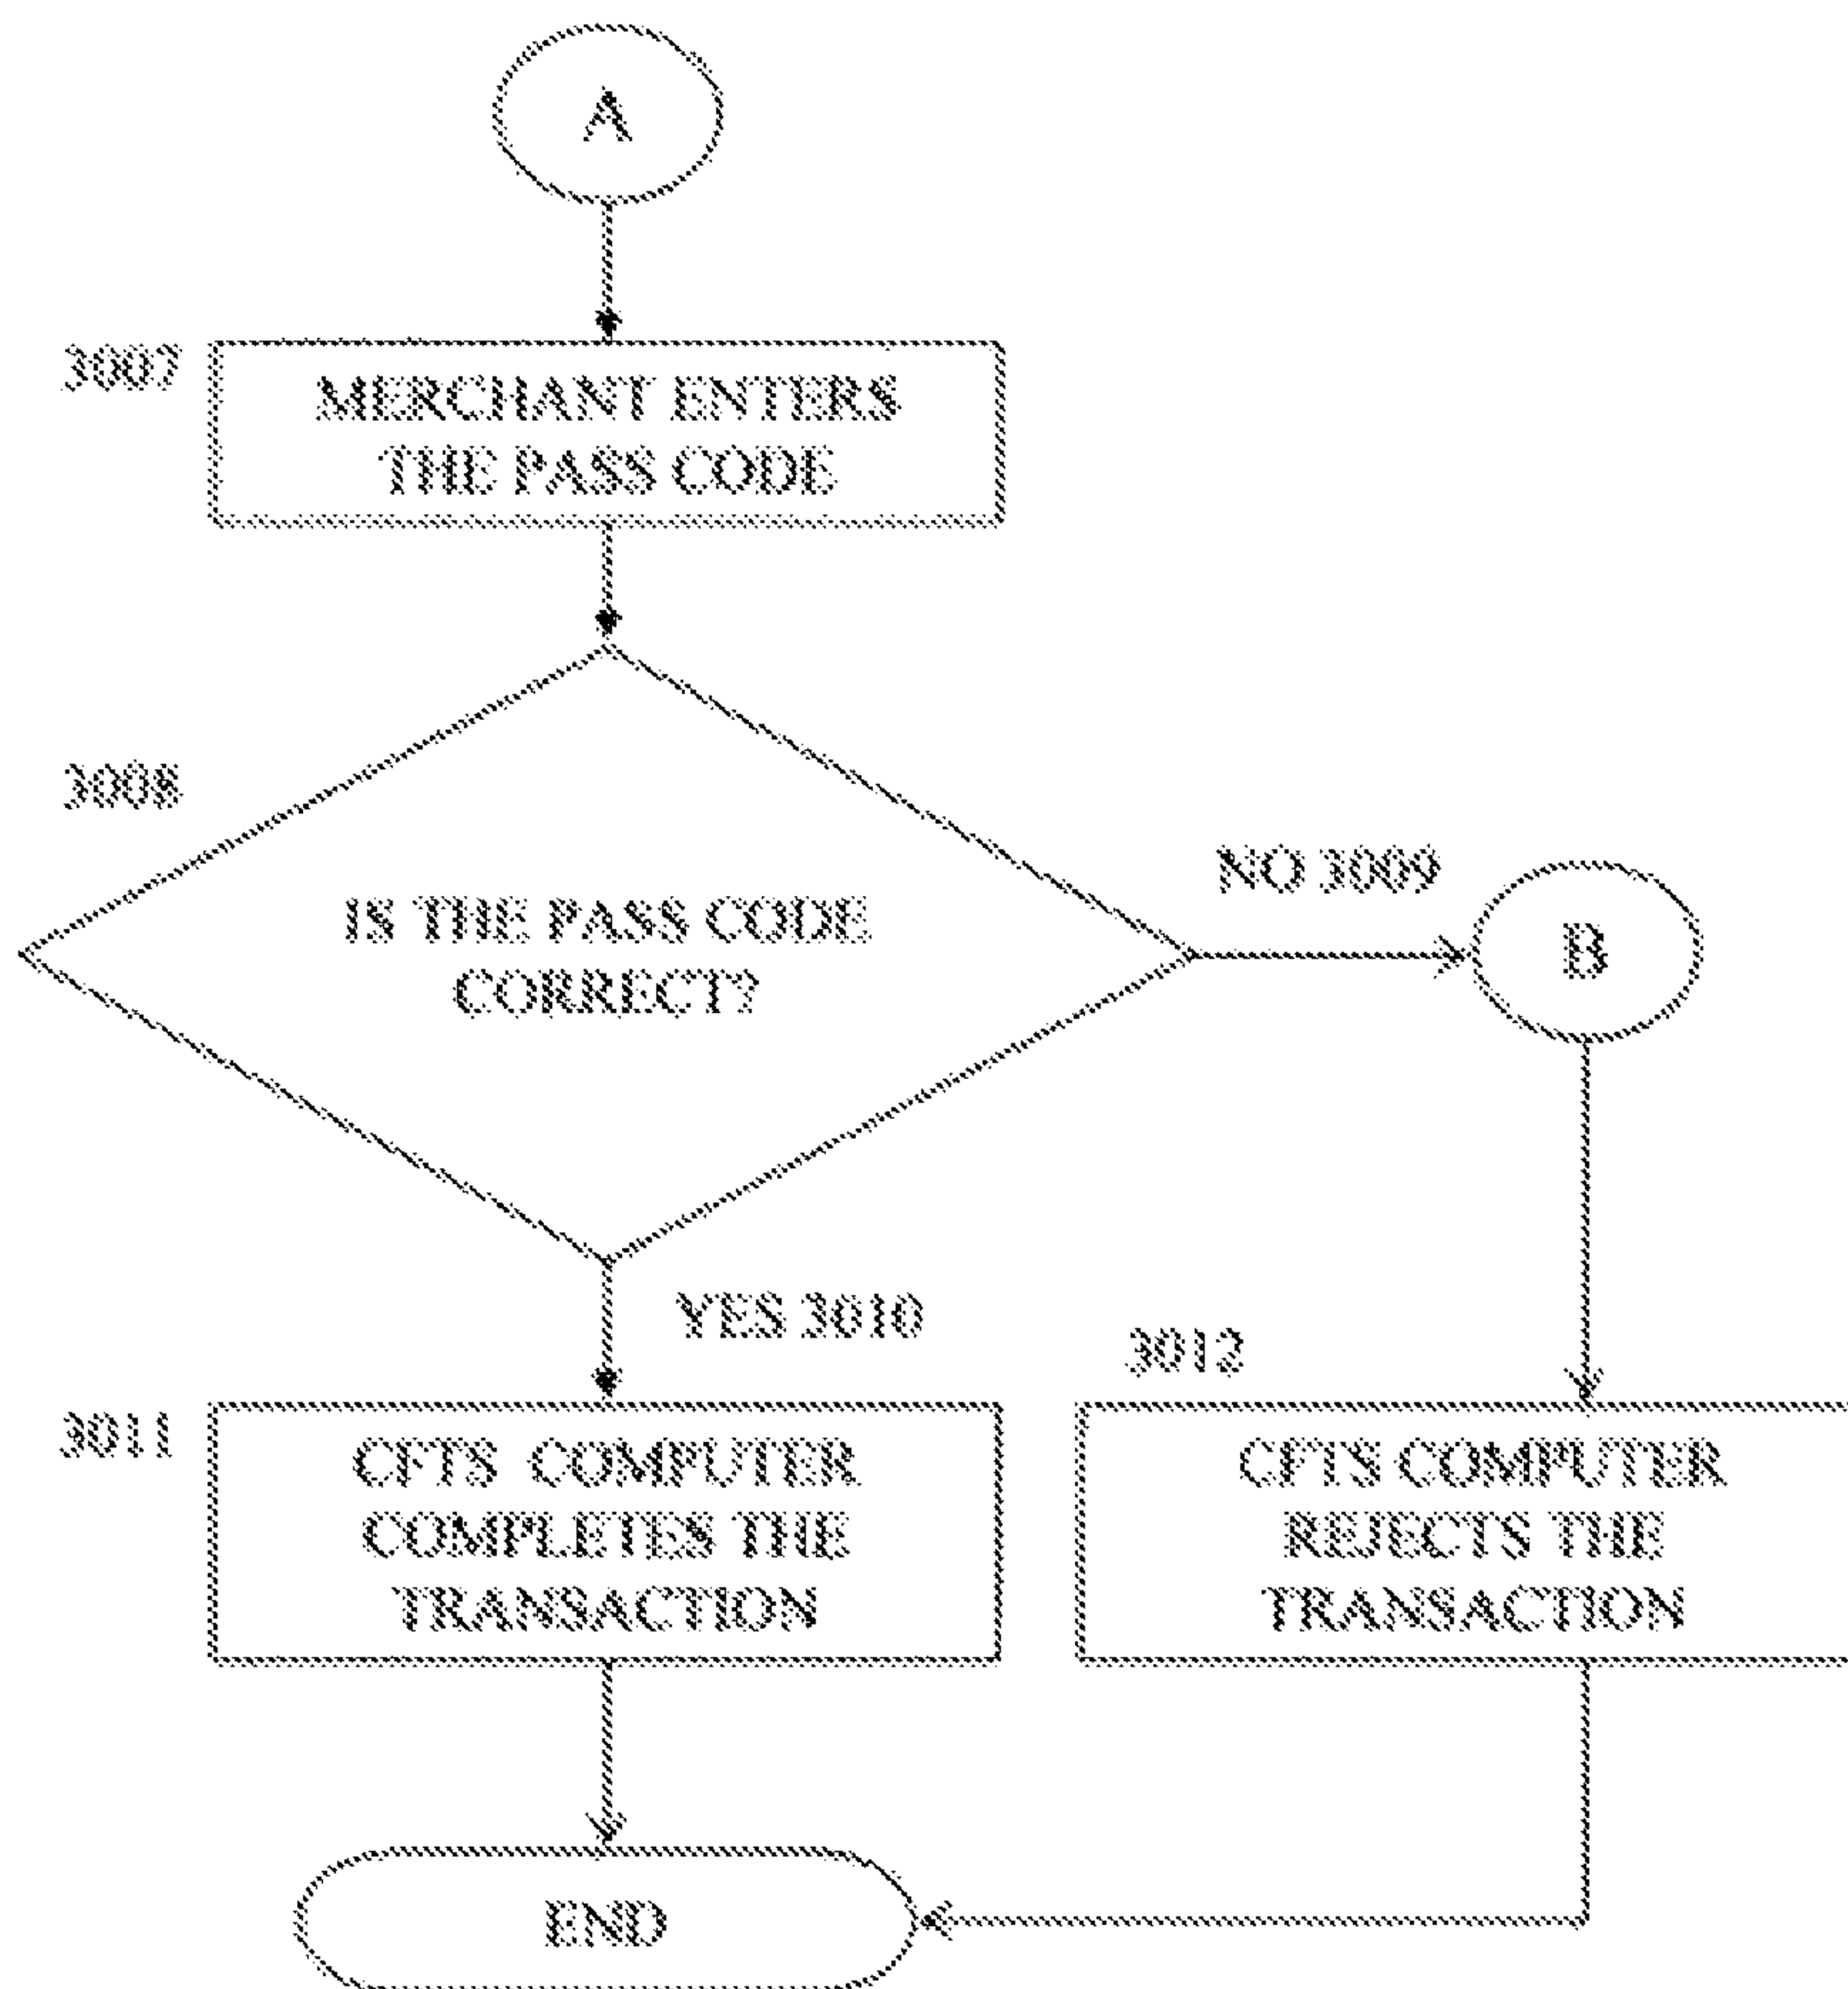 A
3007
MERCHANT ENTERS
THE PASS CODE
3008
IS THE PASS CODE
CORRECT?
NO 3009
B
YES 3010
3011
CFTS COMPUTER
COMPLETES THE
TRANSACTION
3012
CFTS COMPUTER
REJECTS THE
TRANSACTION
END